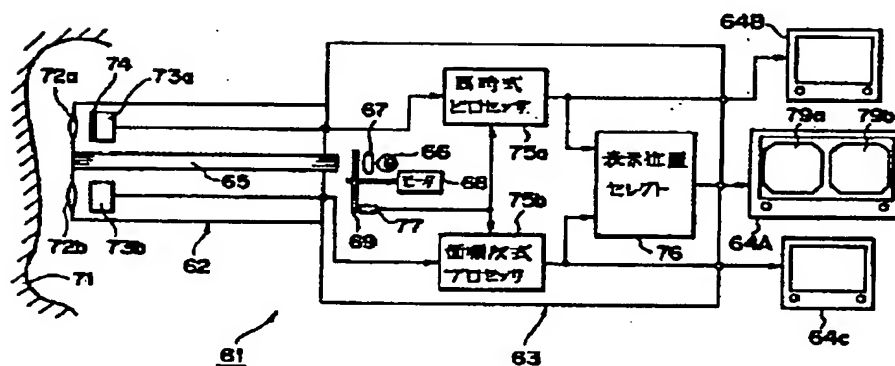 64B
72a
74
73a
同時式
プロセッサ
75a
67
66
79a
79b
65
モータ
68
表示位置
セレクト
76
64A
69
77
75b
面順次式
プロセッサ
72b
73b
62
71
61
63
64c